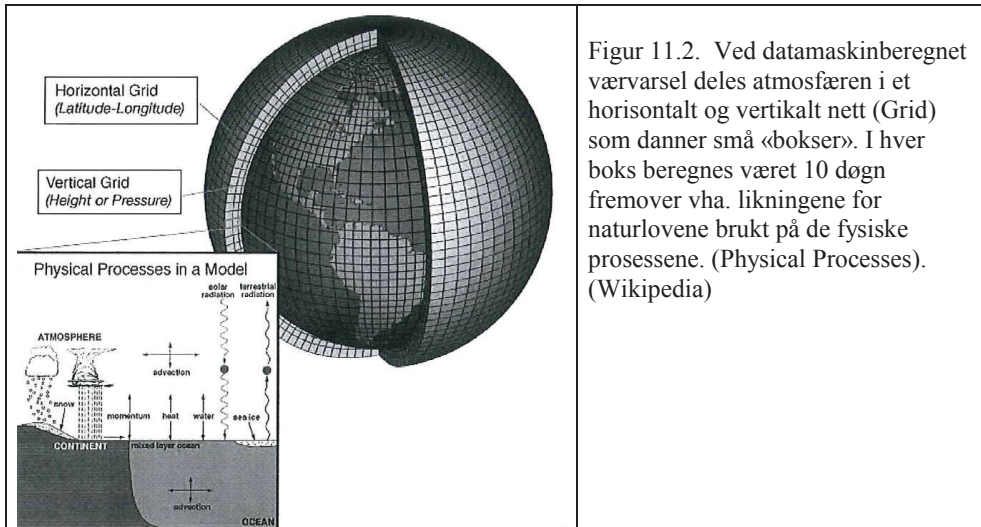 Horizontal Grid
(Latitude-Longitude)
Vertical Grid
(Height or Pressure)
Physical Processes in a Model
solar
radiation
terrestrial
radiation
ATMOSPHERE
advection
snow
momentum
heat
water
sea ice
CONTINENT
mixed layer ocean
advection
OCEAN
Figur 11.2. Ved datamaskinberegnet
værvarsel deles atmosfæren i et
horisontalt og vertikalt nett (Grid)
som danner små «bokser». I hver
boks beregnes været 10 døgn
fremover vha. likningene for
naturlovene brukt på de fysiske
prosessene. (Physical Processes).
(Wikipedia)